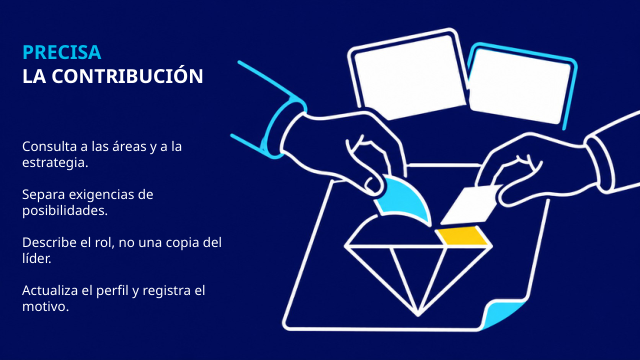 PRECISA
LA CONTRIBUCIÓN
Consulta a las áreas y a la
estrategia.
Separa exigencias de
posibilidades.
Describe el rol, no una copia del
líder.
Actualiza el perfil y registra el
motivo.